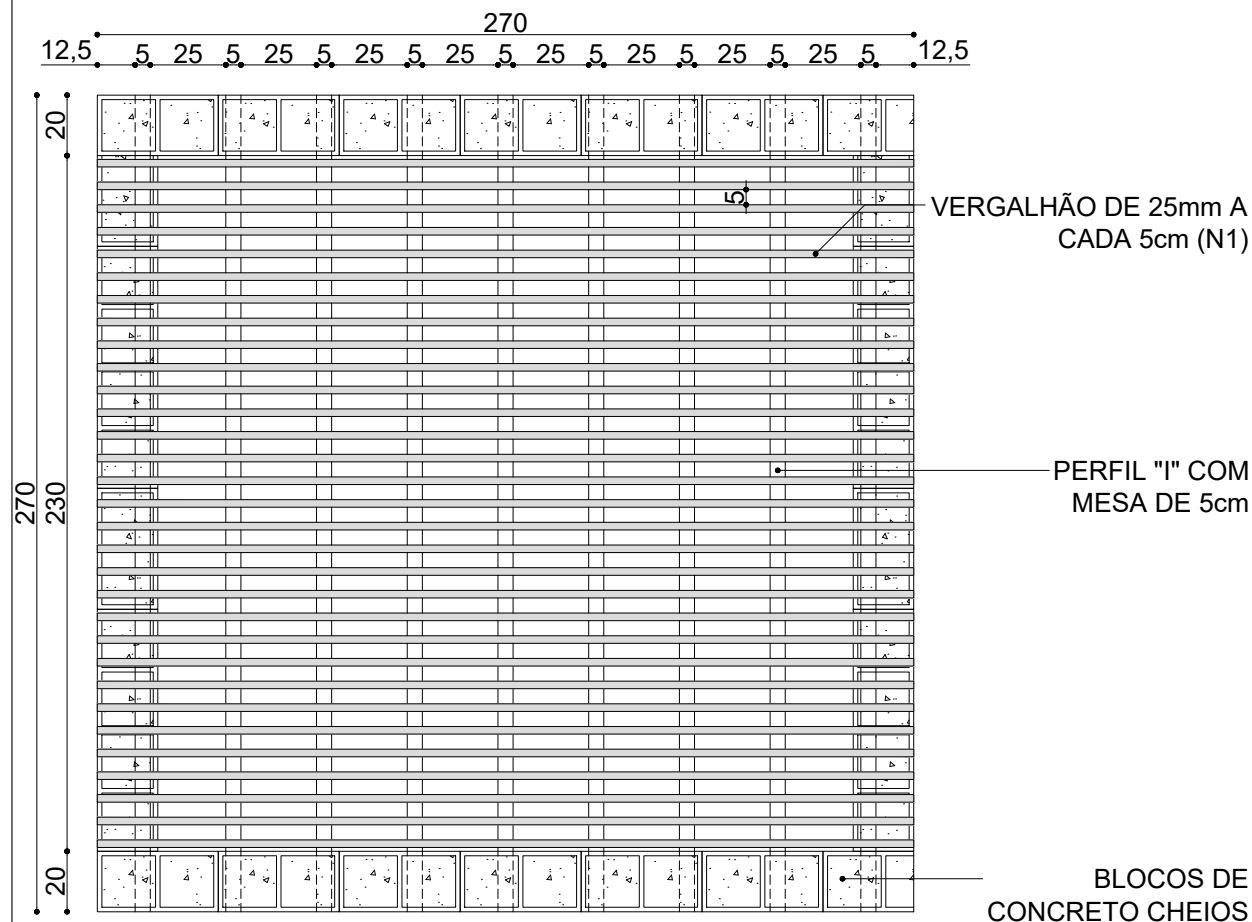 270
12,5 5 25 5 25 5 25 5 25 5 25 5 25 5 25 5 25 5 12,5
20
5
VERGALHÃO DE 25mm A
CADA 5cm (N1)
270
230
PERFIL "I" COM
MESA DE 5cm
20
BLOCOS DE
CONCRETO CHEIOS